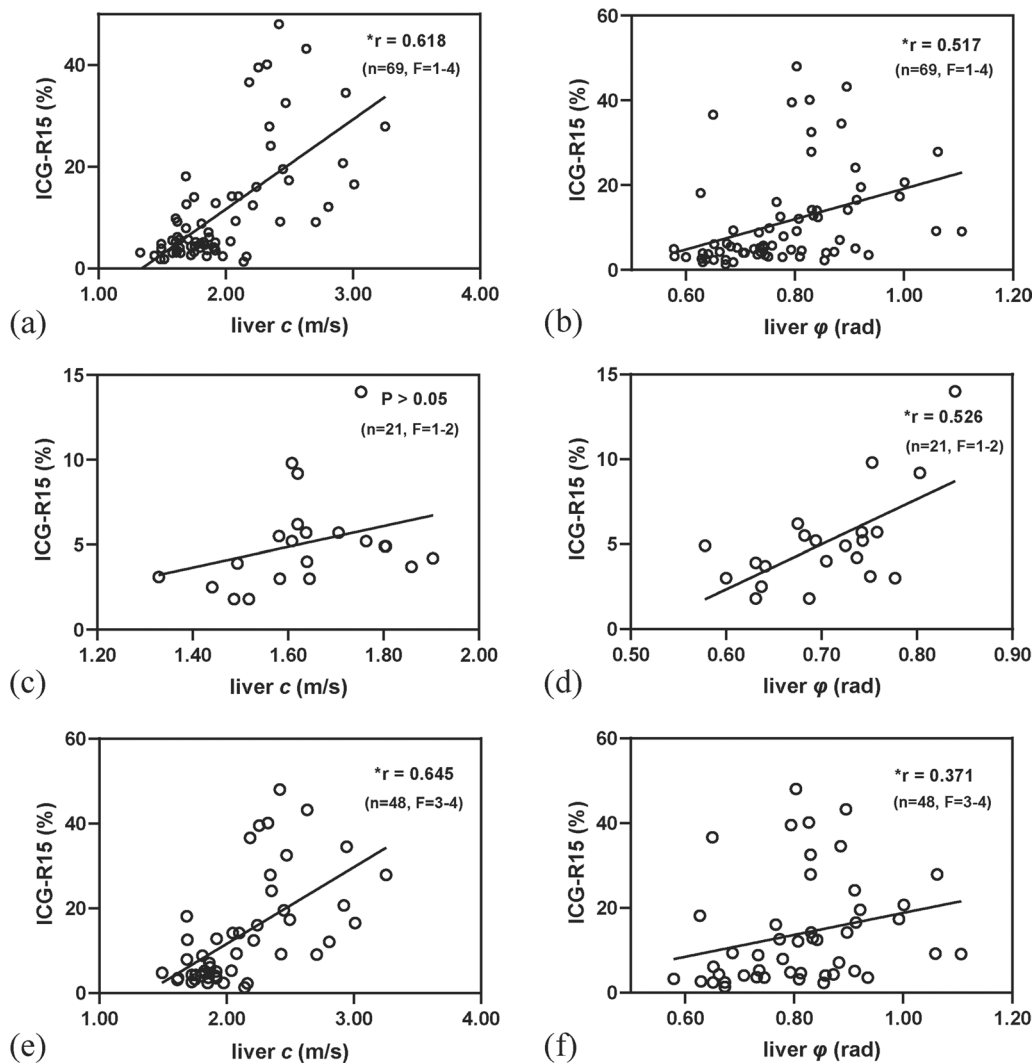 *r = 0.618
(n=69, F=1-4)
ICG-R15 (%)
40
20
0
1.00 2.00 3.00 4.00
liver c (m/s)
(a)
60
*r = 0.517
(n=69, F=1-4)
ICG-R15 (%)
40
20
0
0.60 0.80 1.00 1.20
liver φ (rad)
(b)
15
P > 0.05
(n=21, F=1-2)
ICG-R15 (%)
10
5
0
1.20 1.40 1.60 1.80 2.00
liver c (m/s)
(c)
15
*r = 0.526
(n=21, F=1-2)
ICG-R15 (%)
10
5
0
0.50 0.60 0.70 0.80 0.90
liver φ (rad)
(d)
60
*r = 0.645
(n=48, F=3-4)
ICG-R15 (%)
40
20
0
1.00 2.00 3.00 4.00
liver c (m/s)
(e)
60
*r = 0.371
(n=48, F=3-4)
ICG-R15 (%)
40
20
0
0.60 0.80 1.00 1.20
liver φ (rad)
(f)